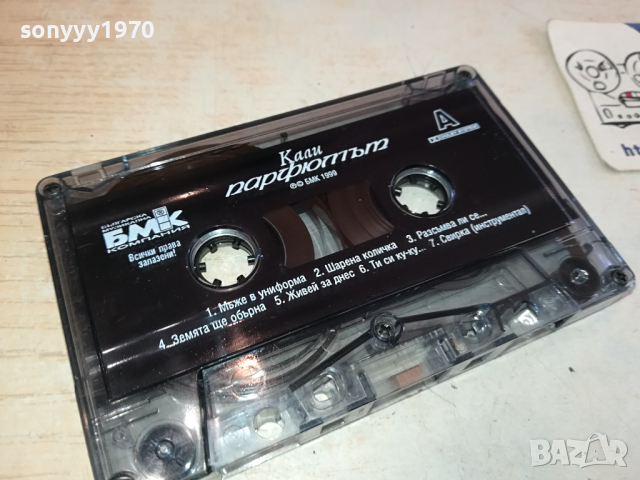 sonyyy1970
A
Кали
парфюмът
℗© БМК 1999
БЪЛГАРСКА
МУЗИКАЛНА
БМК
КОМПАНИЯ
Всички права
запазени!
1. Мъже в униформа 2. Шарена количка 3. Разсъмва ли се...
4. Земята ще обърна 5. Живей за днес 6. Ти си ку-ку... 7. Свирка (инструментал)
ht
BAZAR